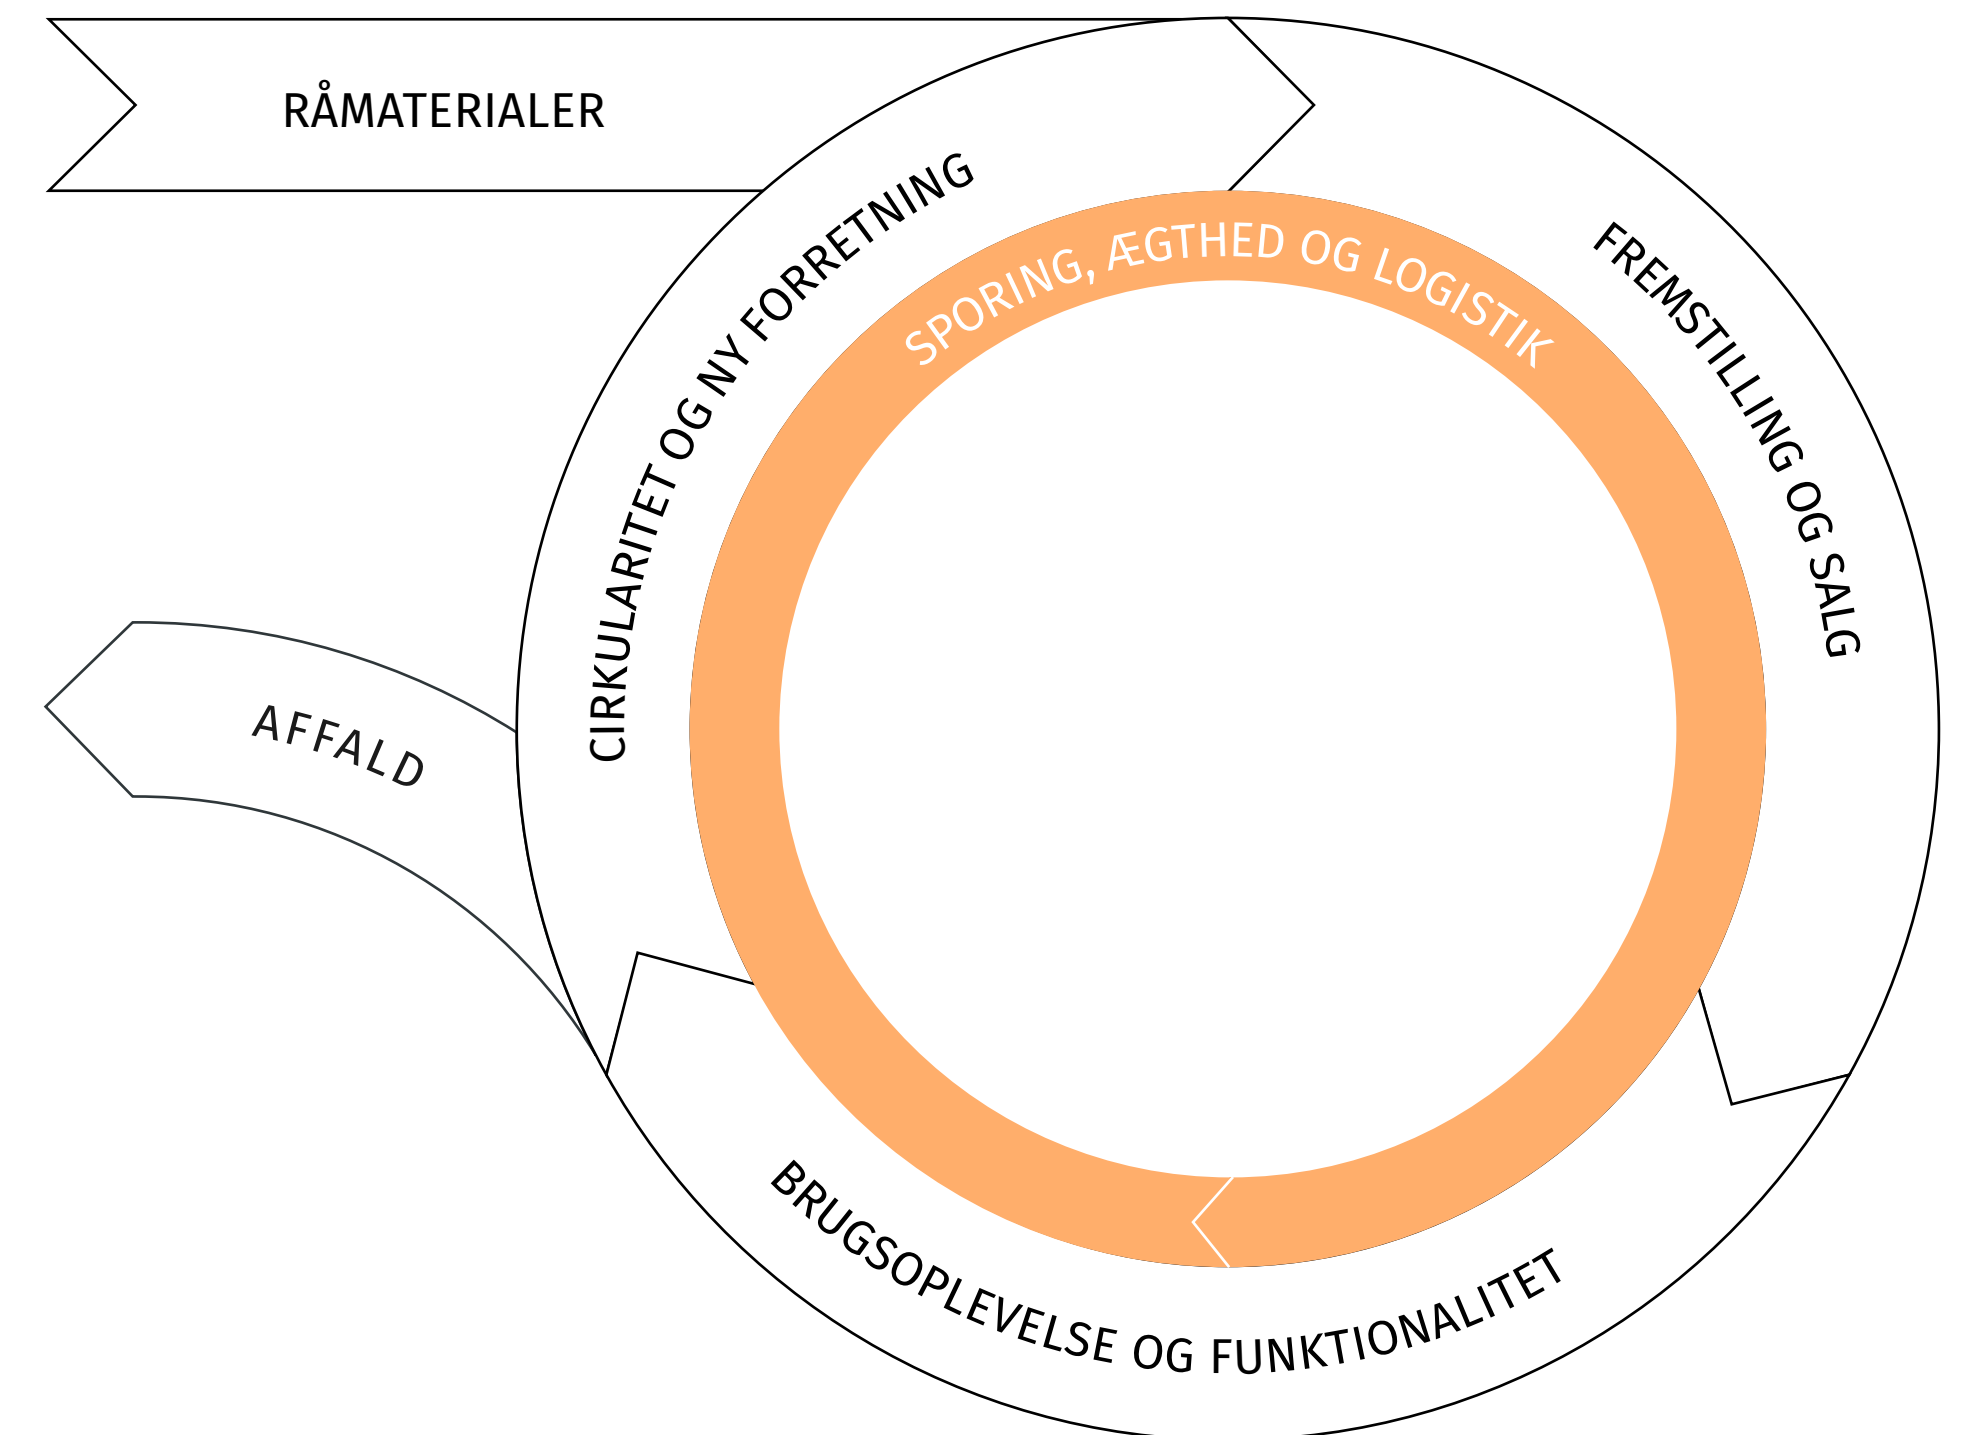 RÅMATERIALER
CIRKULARITET OG NY FORRETNING
SPORING, ÆGTHED OG LOGISTIK
FREMSTILLING OG SALG
AFFALD
BRUGSOPLEVELSE OG FUNKTIONALITET